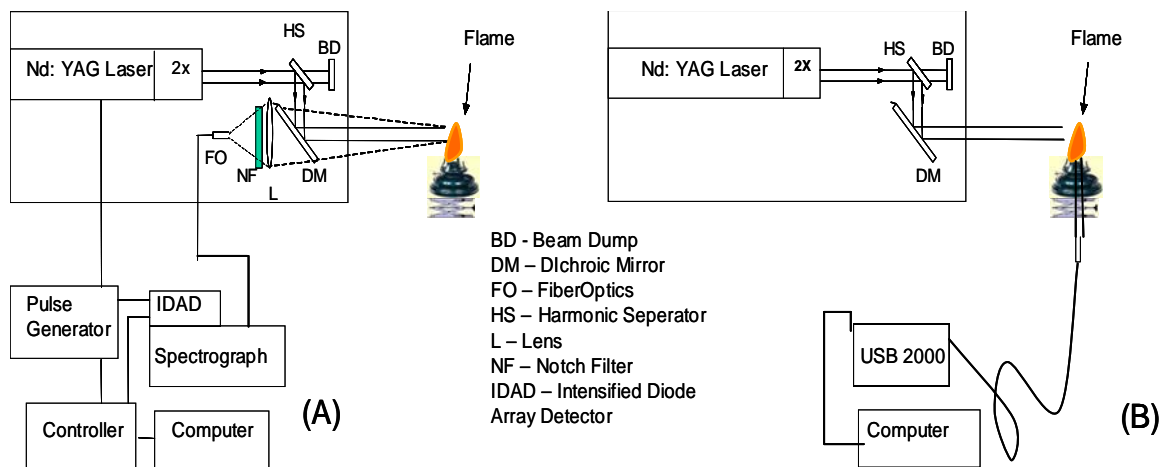 Nd: YAG Laser
2x
HS
BD
Flame
FO
NF
L
DM
Pulse
Generator
IDAD
Spectrograph
Controller
Computer
(A)
BD - Beam Dump
DM – DIchroic Mirror
FO – FiberOptics
HS – Harmonic Seperator
L – Lens
NF – Notch Filter
IDAD – Intensified Diode
Array Detector
Nd: YAG Laser
2x
HS
BD
Flame
DM
USB 2000
Computer
(B)